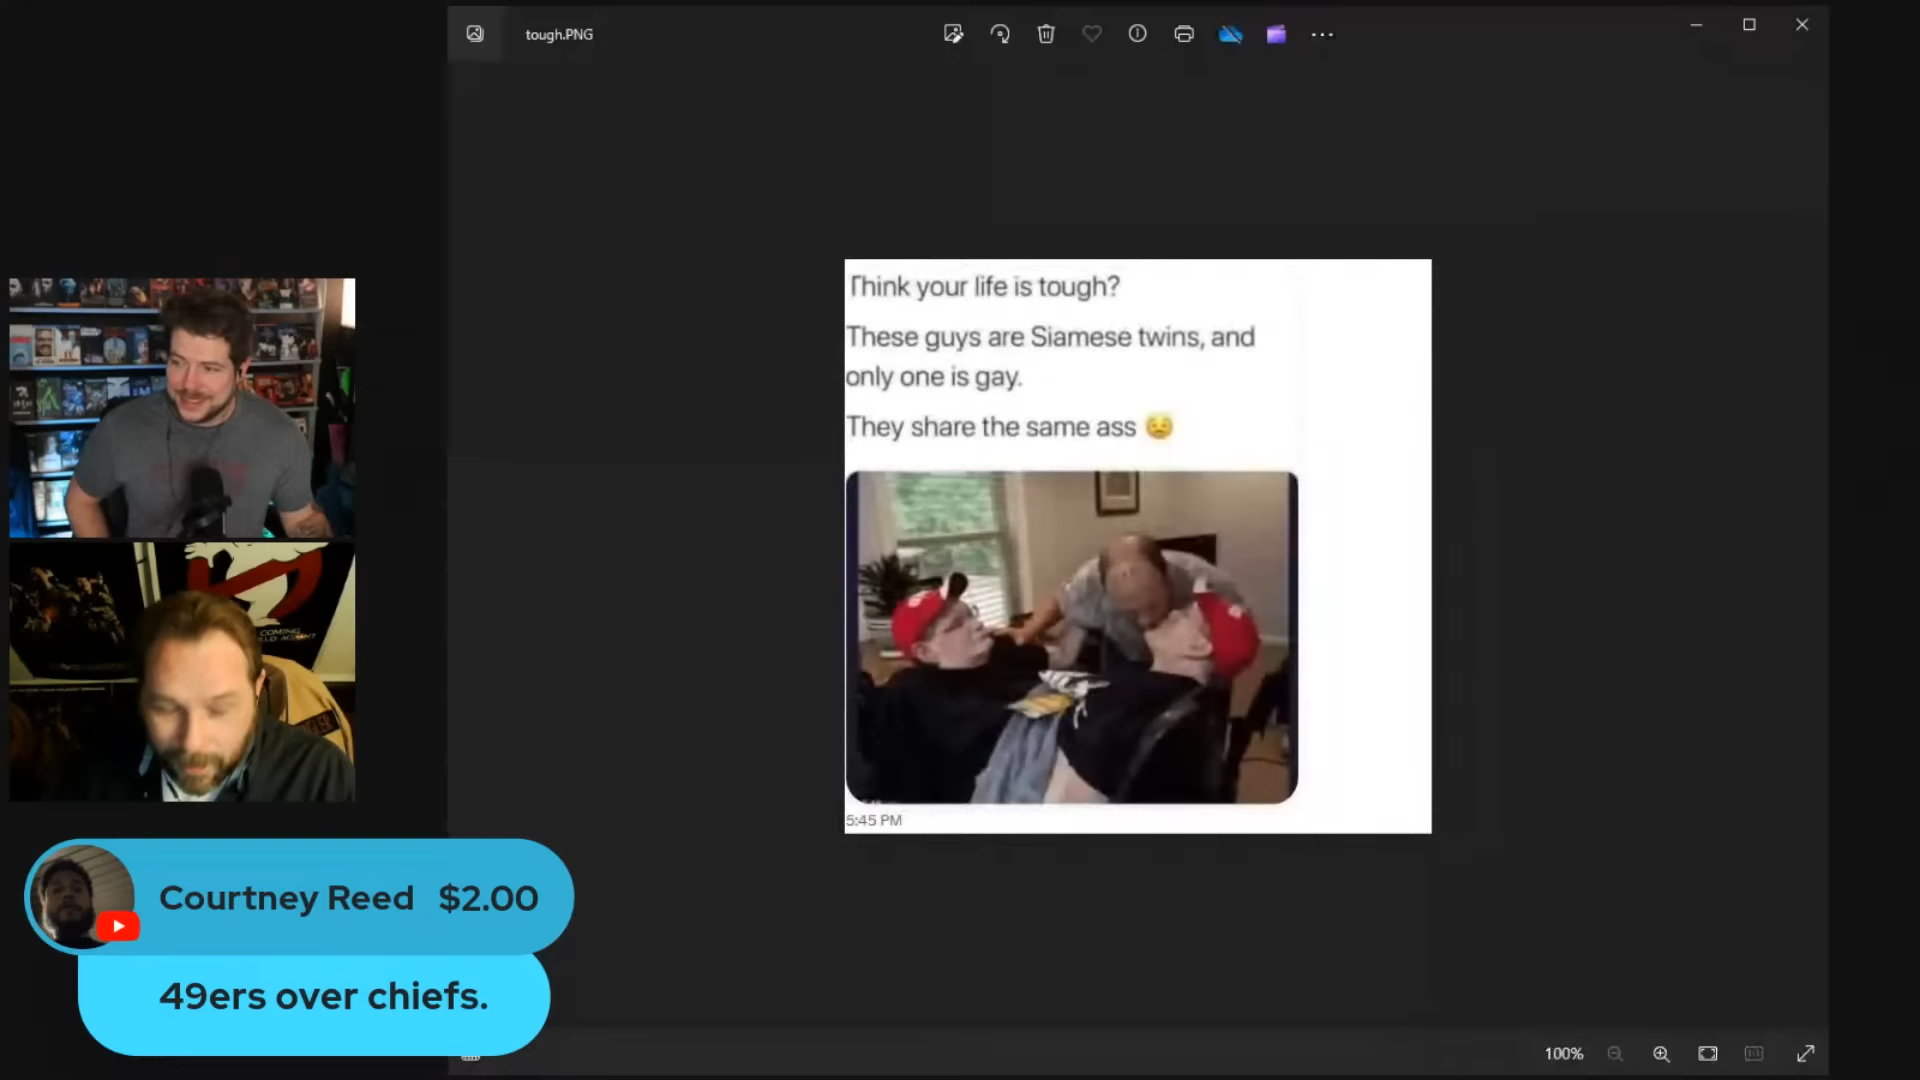 tough.PNG
Think your life is tough?
These guys are Siamese twins, and
only one is gay.
They share the same ass 😟
5:45 PM
COMING
Courtney Reed $2.00
49ers over chiefs.
100%